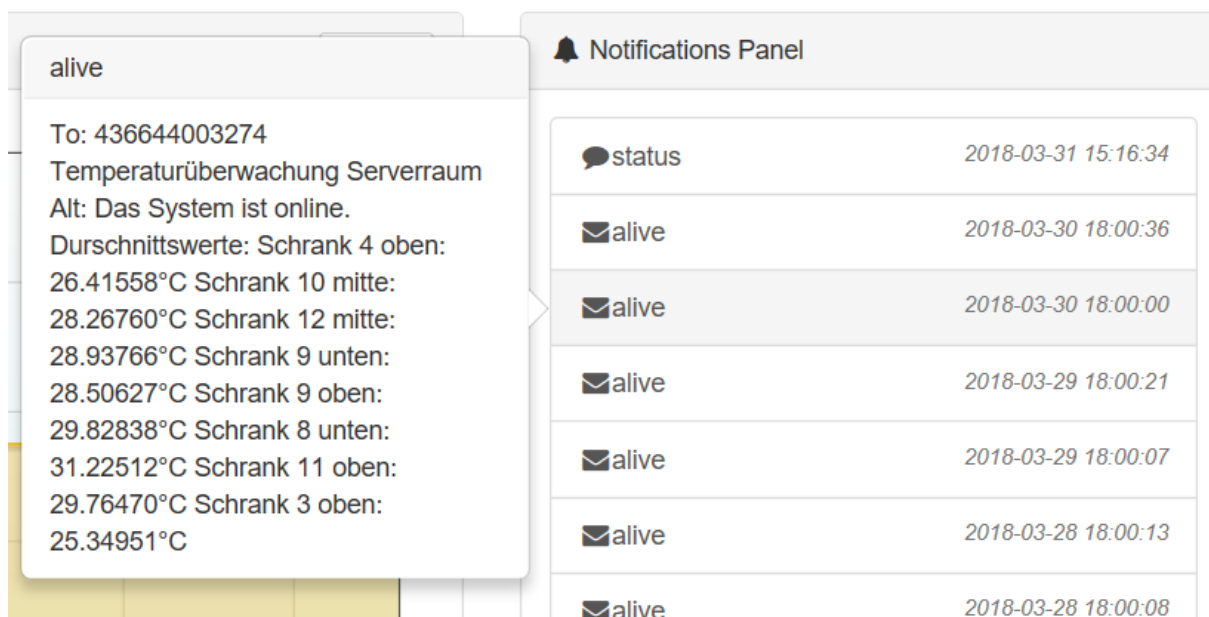 alive
To: 436644003274
Temperaturüberwachung Serverraum
Alt: Das System ist online.
Durschnittswerte: Schrank 4 oben:
26.41558°C Schrank 10 mitte:
28.26760°C Schrank 12 mitte:
28.93766°C Schrank 9 unten:
28.50627°C Schrank 9 oben:
29.82838°C Schrank 8 unten:
31.22512°C Schrank 11 oben:
29.76470°C Schrank 3 oben:
25.34951°C
Notifications Panel
status 2018-03-31 15:16:34
alive 2018-03-30 18:00:36
alive 2018-03-30 18:00:00
alive 2018-03-29 18:00:21
alive 2018-03-29 18:00:07
alive 2018-03-28 18:00:13
alive 2018-03-28 18:00:08